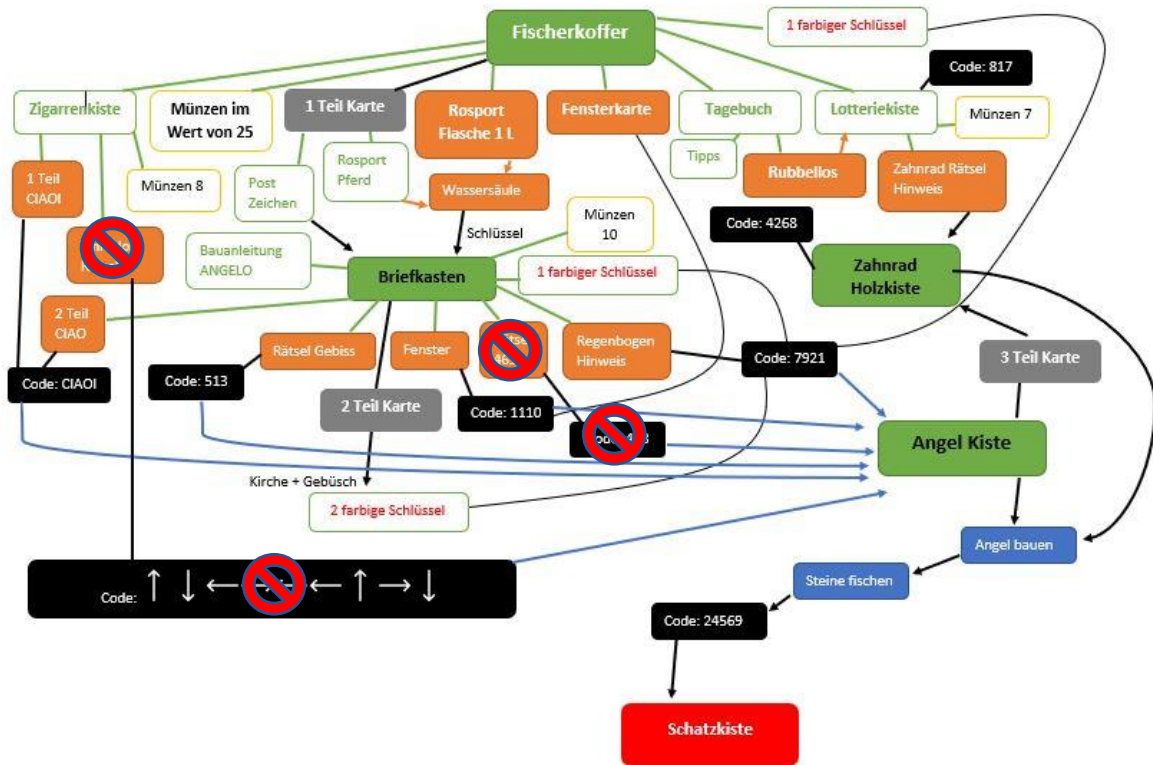 Fischerkoffer
1 farbiger Schlüssel
Code: 817
Zigarrenkiste
Münzen im
Wert von 25
1 Teil Karte
Rosport
Flasche 1 L
Fensterkarte
Tagebuch
Lotteriekiste
Münzen 7
1 Teil
CIAOI
Münzen 8
Post
Zeichen
Rosport
Pferd
Wassersäule
Tipps
Rubbellos
Zahnrad Rätsel
Hinweis
Schlüssel
Münzen
10
Code: 4268
Bauanleitung
ANGELO
Briefkasten
1 farbiger Schlüssel
Zahnrad
Holzkiste
2 Teil
CIAO
Rätsel Gebiss
Fenster
Regenbogen
Hinweis
Code: 7921
3 Teil Karte
Code: CIAOI
Code: 513
2 Teil Karte
Code: 1110
Angel Kiste
Kirche + Gebüsch
2 farbige Schlüssel
Angel bauen
Steine fischen
Code: ↑ ↓ ← ← ↑ → ↓
Code: 24569
Schatzkiste